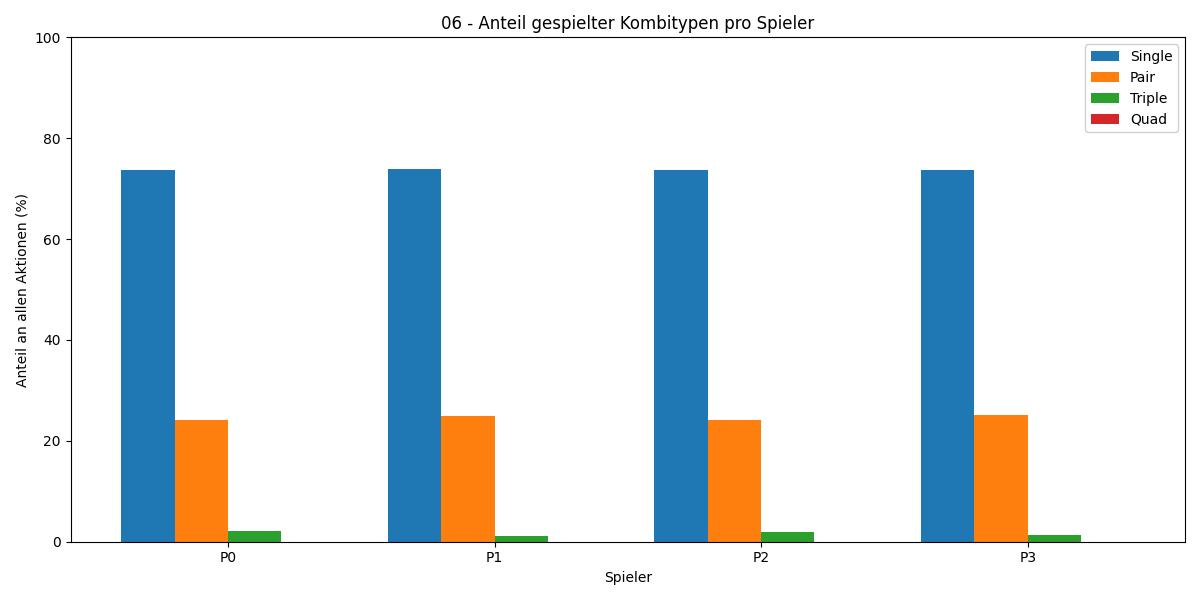 06 - Anteil gespielter Kombitypen pro Spieler
Anteil an allen Aktionen (%)
100
80
60
40
20
0
Single
Pair
Triple
Quad
P0
P1
P2
P3
Spieler